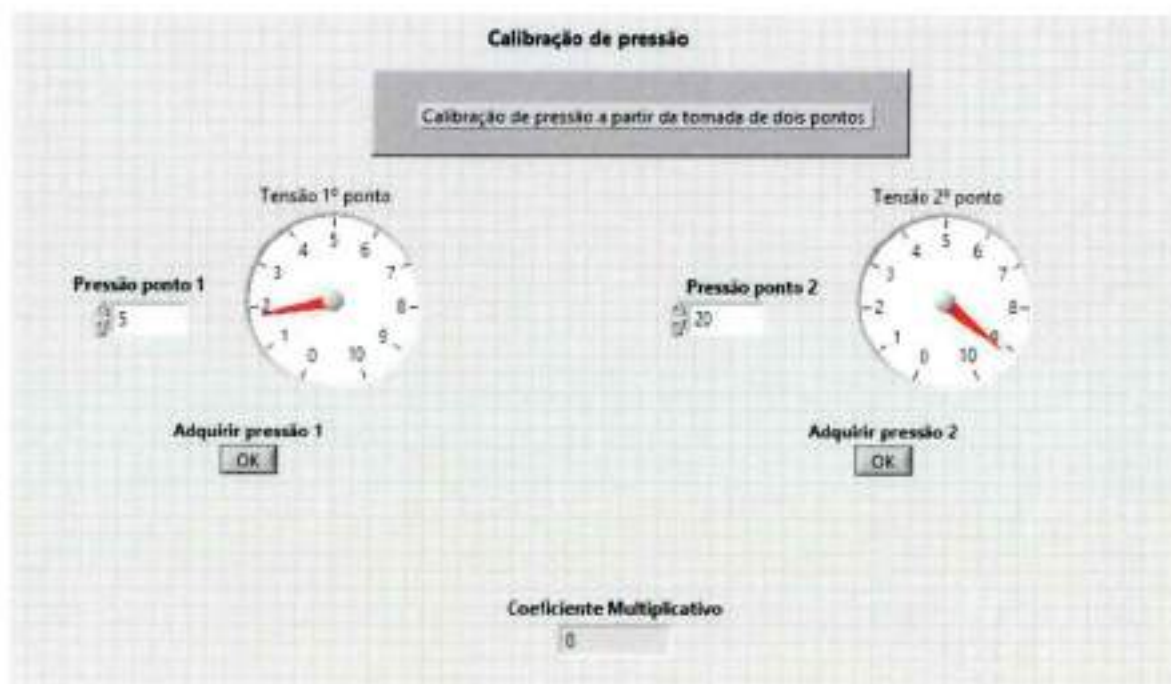 Calibração de pressão
Calibração de pressão a partir da tomada de dois pontos
Tensão 1º ponto
0 1 2 3 4 5 6 7 8 9 10
Pressão ponto 1
5
Adquirir pressão 1
OK
Tensão 2º ponto
0 1 2 3 4 5 6 7 8 9 10
Pressão ponto 2
20
Adquirir pressão 2
OK
Coeficiente Multiplicativo
0